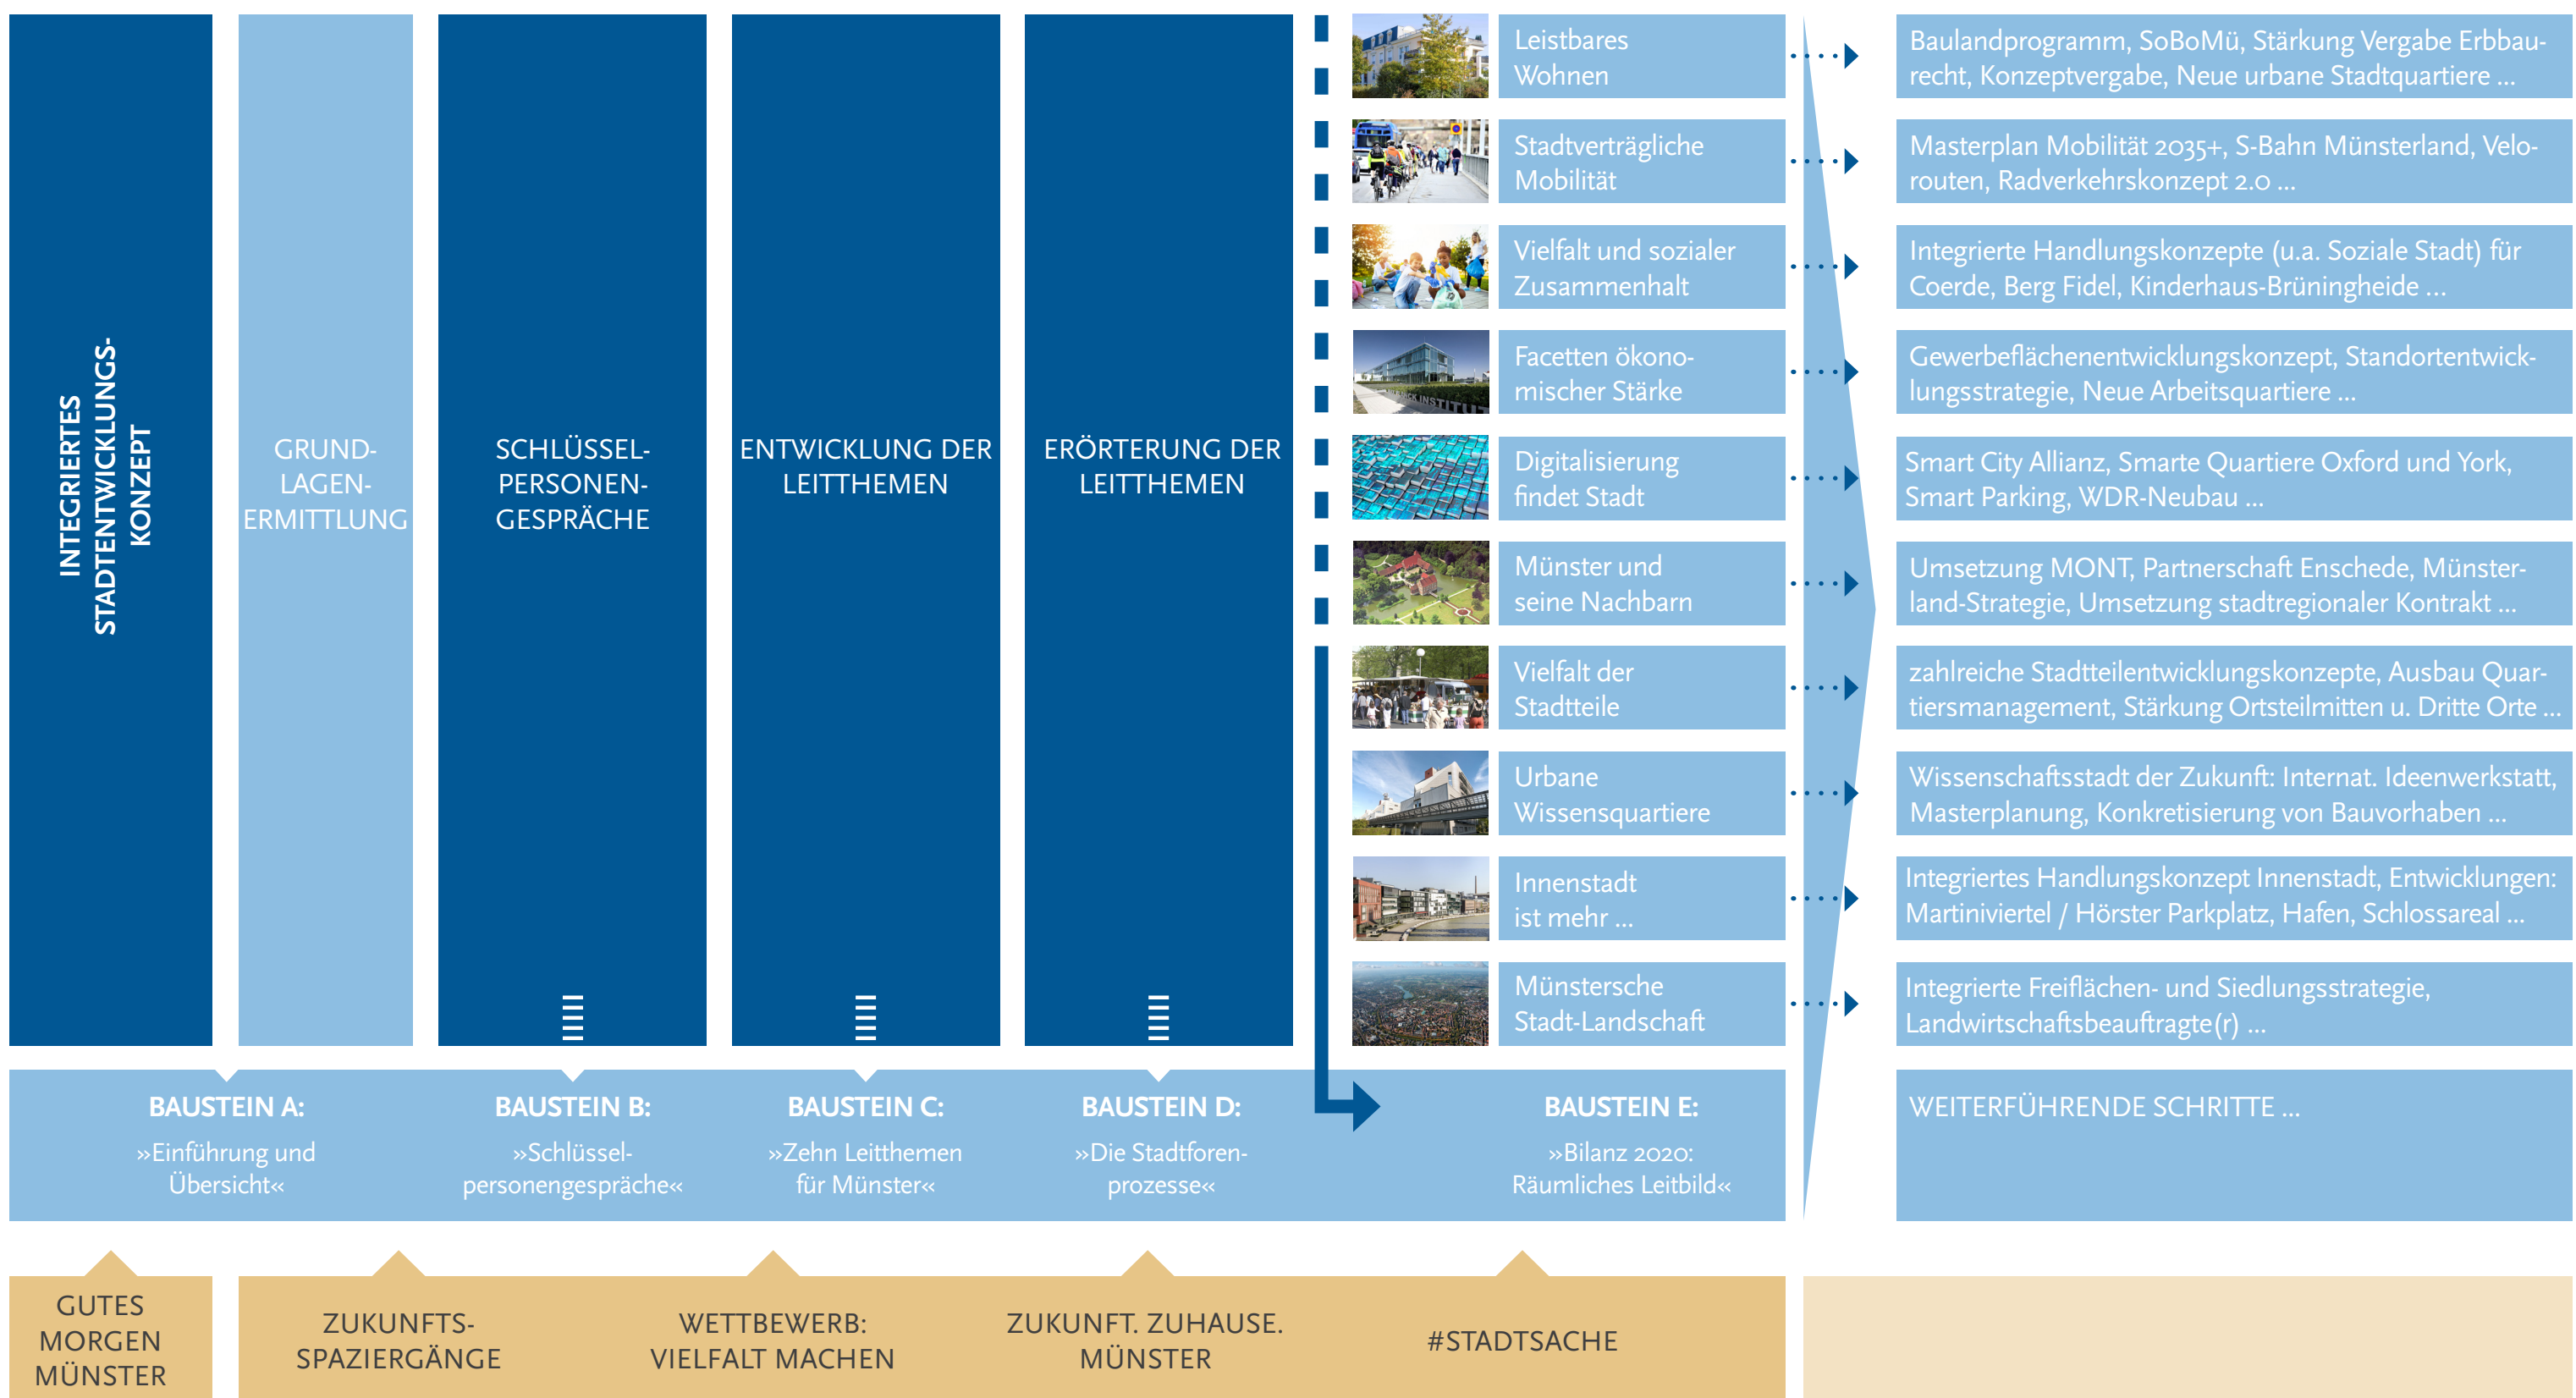 INTEGRIERTES
STADTENTWICKLUNGS-
KONZEPT
GRUND-
LAGEN-
ERMITTLUNG
SCHLÜSSEL-
PERSONEN-
GESPRÄCHE
ENTWICKLUNG DER
LEITTHEMEN
ERÖRTERUNG DER
LEITTHEMEN
Leistbares
Wohnen
Baulandprogramm, SoBoMü, Stärkung Vergabe Erbbau-
recht, Konzeptvergabe, Neue urbane Stadtquartiere ...
Stadtverträgliche
Mobilität
Masterplan Mobilität 2035+, S-Bahn Münsterland, Velo-
routen, Radverkehrskonzept 2.0 ...
Vielfalt und sozialer
Zusammenhalt
Integrierte Handlungskonzepte (u.a. Soziale Stadt) für
Coerde, Berg Fidel, Kinderhaus-Brüningheide ...
Facetten ökono-
mischer Stärke
Gewerbeflächenentwicklungskonzept, Standortentwick-
lungsstrategie, Neue Arbeitsquartiere ...
Digitalisierung
findet Stadt
Smart City Allianz, Smarte Quartiere Oxford und York,
Smart Parking, WDR-Neubau ...
Münster und
seine Nachbarn
Umsetzung MONT, Partnerschaft Enschede, Münster-
land-Strategie, Umsetzung stadtregionaler Kontrakt ...
Vielfalt der
Stadtteile
zahlreiche Stadtteilentwicklungskonzepte, Ausbau Quar-
tiersmanagement, Stärkung Ortsteilmitten u. Dritte Orte ...
Urbane
Wissensquartiere
Wissenschaftsstadt der Zukunft: Internat. Ideenwerkstatt,
Masterplanung, Konkretisierung von Bauvorhaben ...
Innenstadt
ist mehr ...
Integriertes Handlungskonzept Innenstadt, Entwicklungen:
Martiniviertel / Hörster Parkplatz, Hafen, Schlossareal ...
Münstersche
Stadt-Landschaft
Integrierte Freiflächen- und Siedlungsstrategie,
Landwirtschaftsbeauftragte(r) ...
BAUSTEIN A:
»Einführung und
Übersicht«
BAUSTEIN B:
»Schlüssel-
personengespräche«
BAUSTEIN C:
»Zehn Leitthemen
für Münster«
BAUSTEIN D:
»Die Stadtforen-
prozesse«
BAUSTEIN E:
»Bilanz 2020:
Räumliches Leitbild«
WEITERFÜHRENDE SCHRITTE ...
GUTES
MORGEN
MÜNSTER
ZUKUNFTS-
SPAZIERGÄNGE
WETTBEWERB:
VIELFALT MACHEN
ZUKUNFT. ZUHAUSE.
MÜNSTER
#STADTSACHE